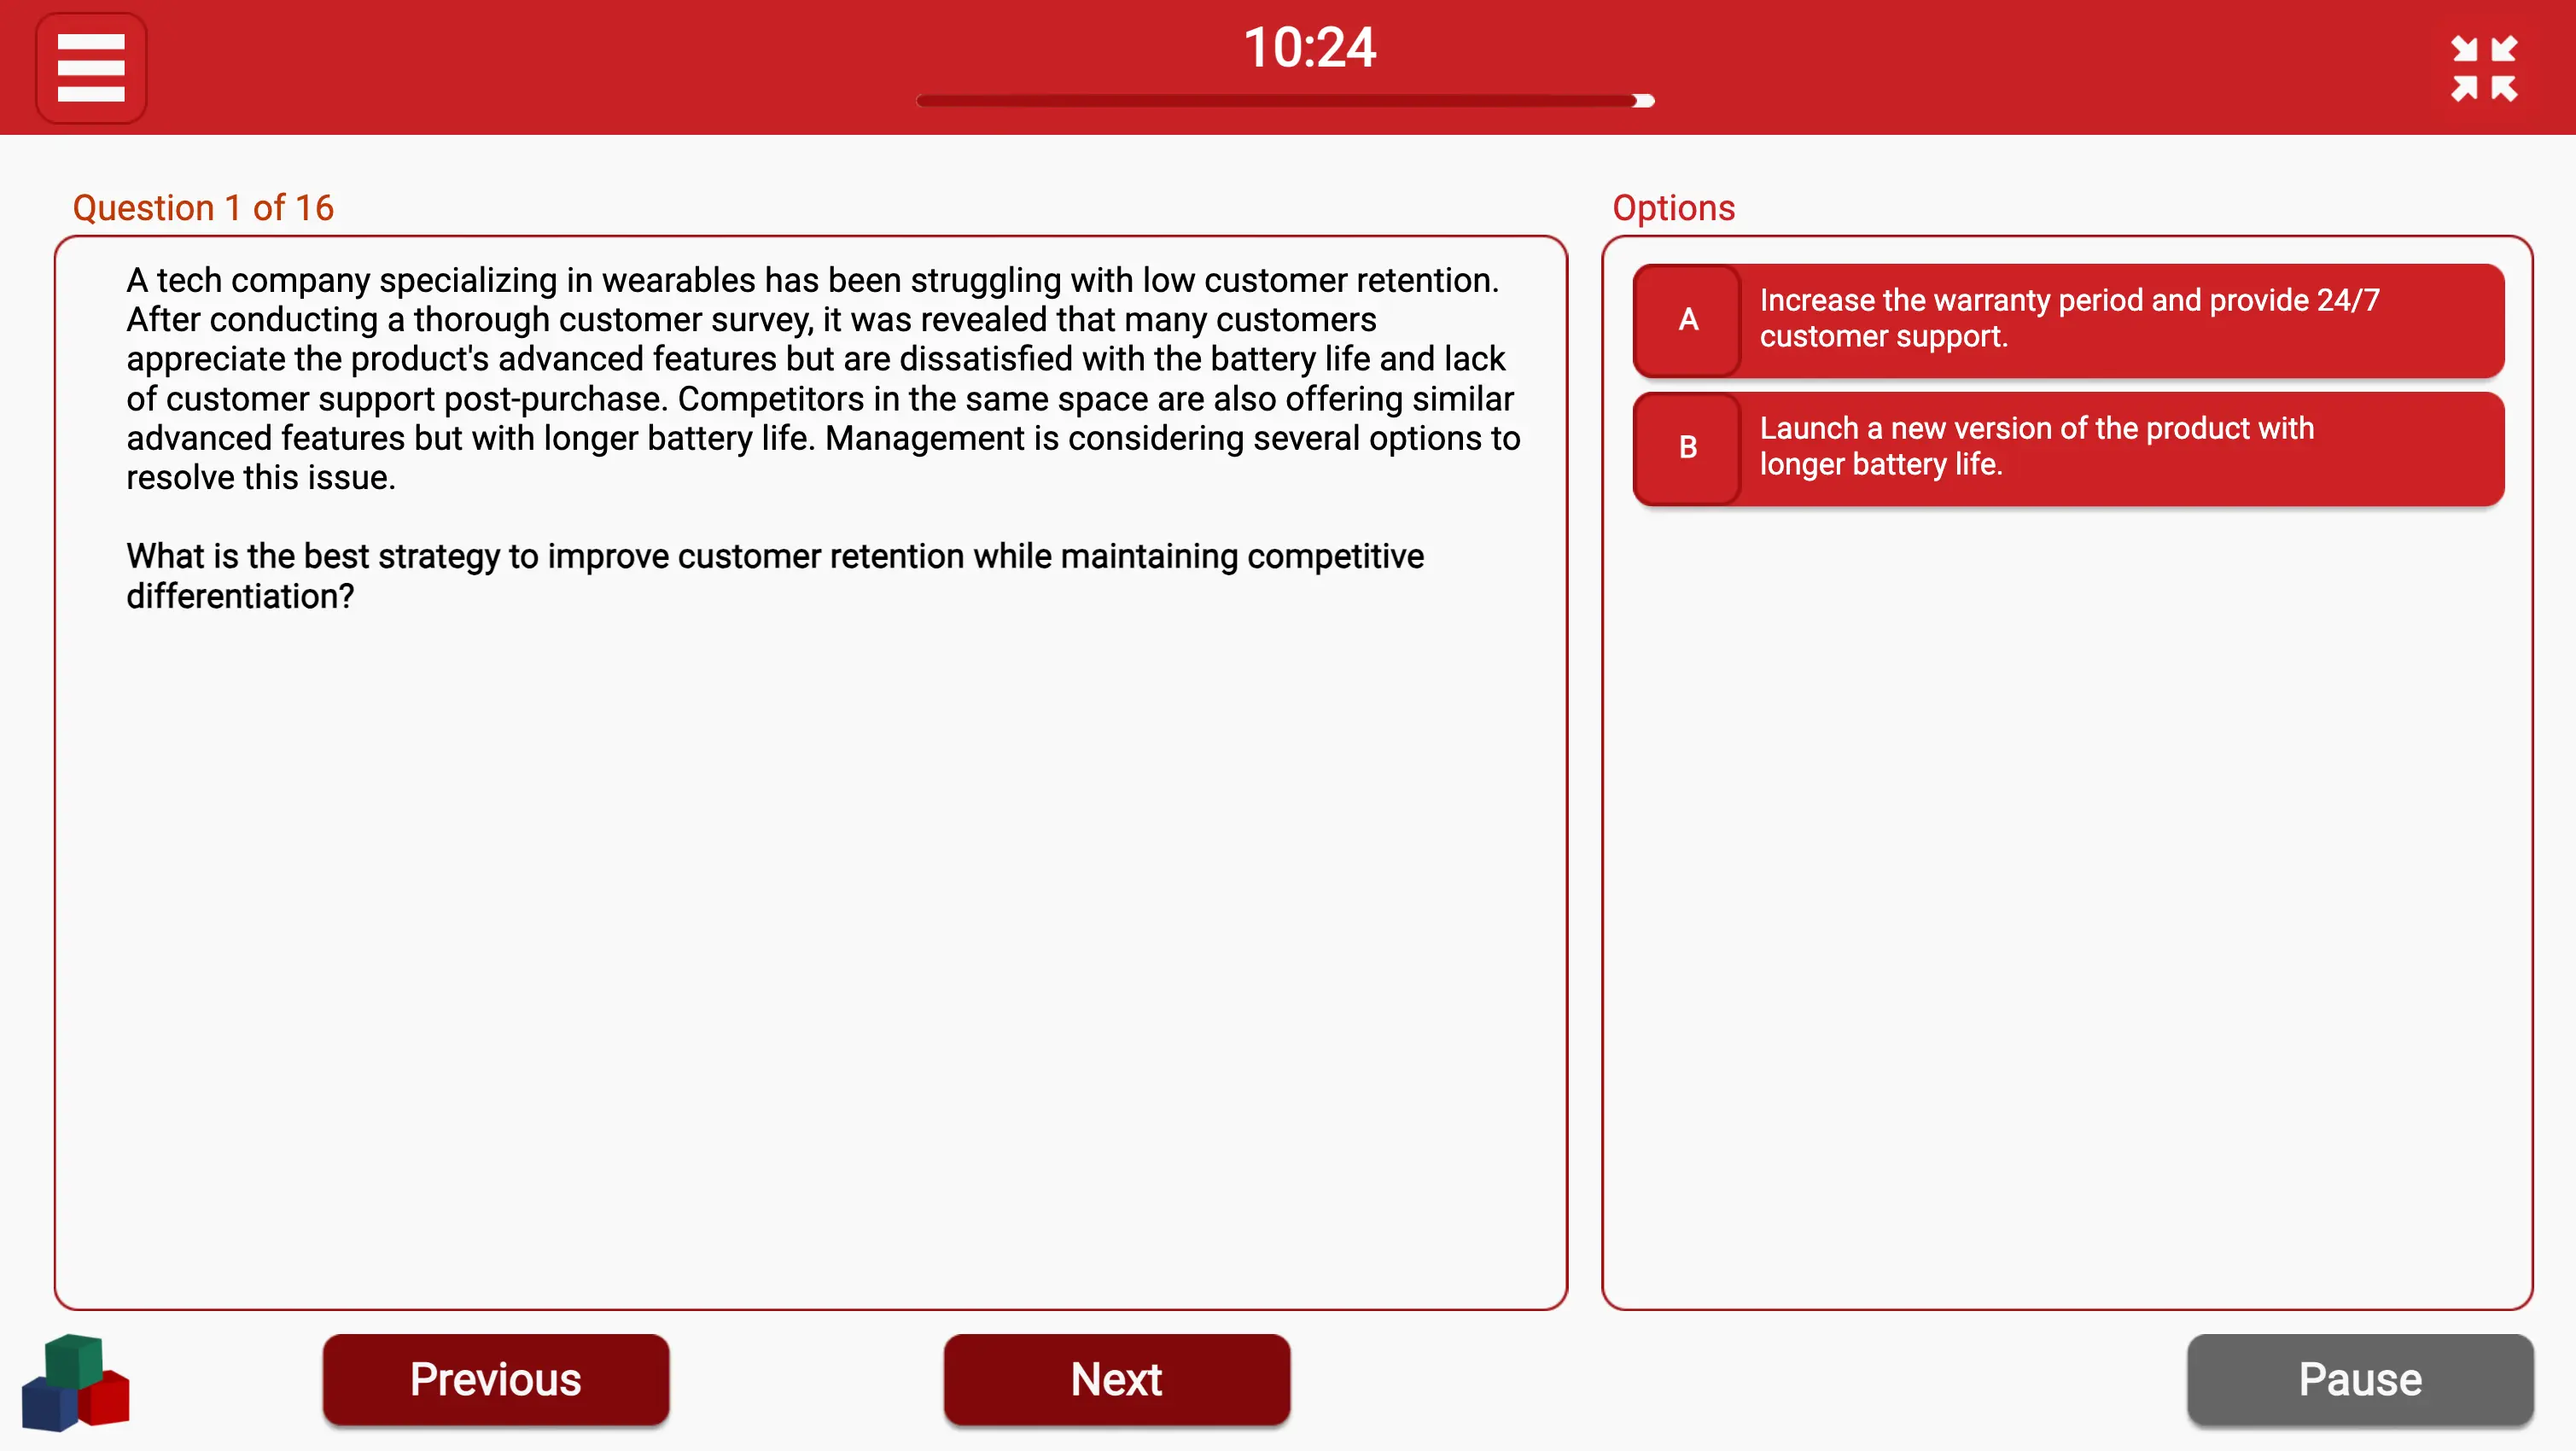 10:24
Question 1 of 16
A tech company specializing in wearables has been struggling with low customer retention.
After conducting a thorough customer survey, it was revealed that many customers
appreciate the product's advanced features but are dissatisfied with the battery life and lack
of customer support post-purchase. Competitors in the same space are also offering similar
advanced features but with longer battery life. Management is considering several options to
resolve this issue.
What is the best strategy to improve customer retention while maintaining competitive
differentiation?
Options
A
Increase the warranty period and provide 24/7
customer support.
B
Launch a new version of the product with
longer battery life.
Previous
Next
Pause